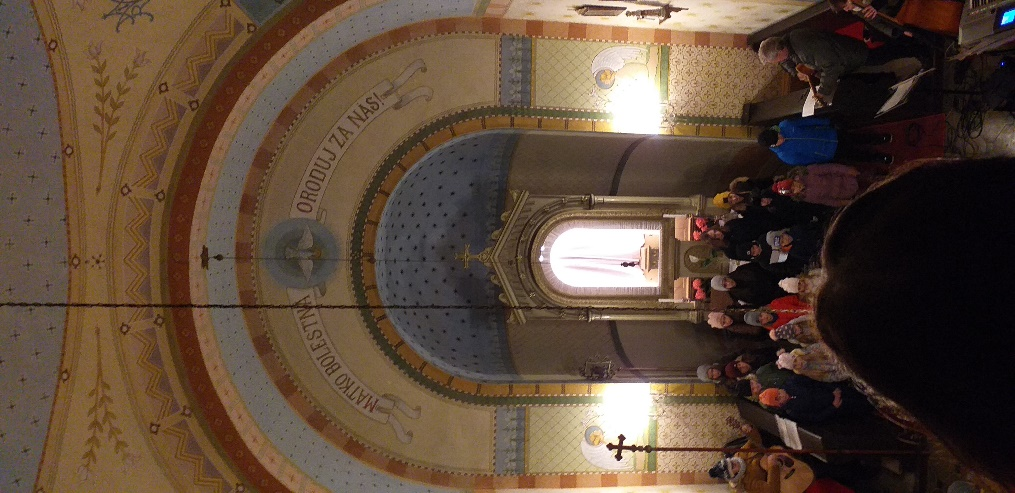 MATKO BOLESTNÁ
ORODUJ ZA NÁS!